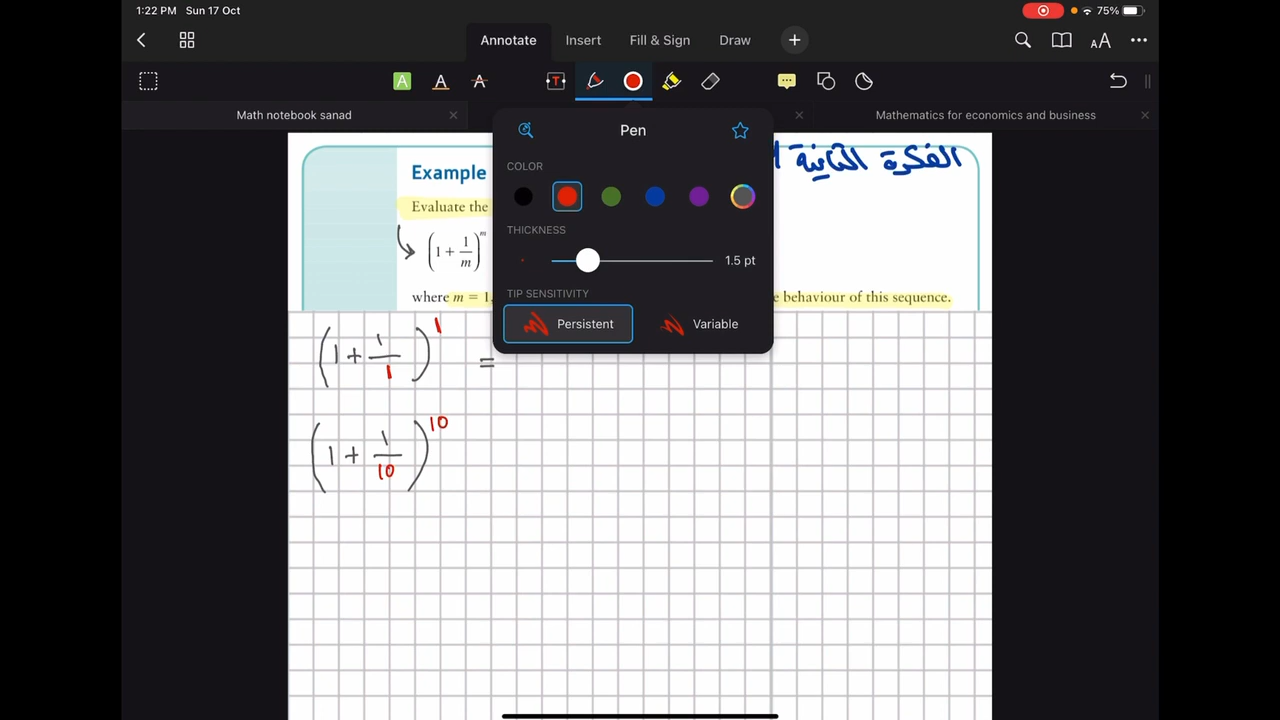 1:22 PM Sun 17 Oct 75%
Annotate Insert Fill & Sign Draw
A A A T AA
Math notebook sanad Mathematics for economics and business
Pen
COLOR
THICKNESS
1.5 pt
TIP SENSITIVITY
Persistent Variable
الفكرة الثانية
Example
Evaluate the
(1 + 1/m)^m
where m = 1, e behaviour of this sequence.
(1 + 1/1)^1 =
(1 + 1/10)^10